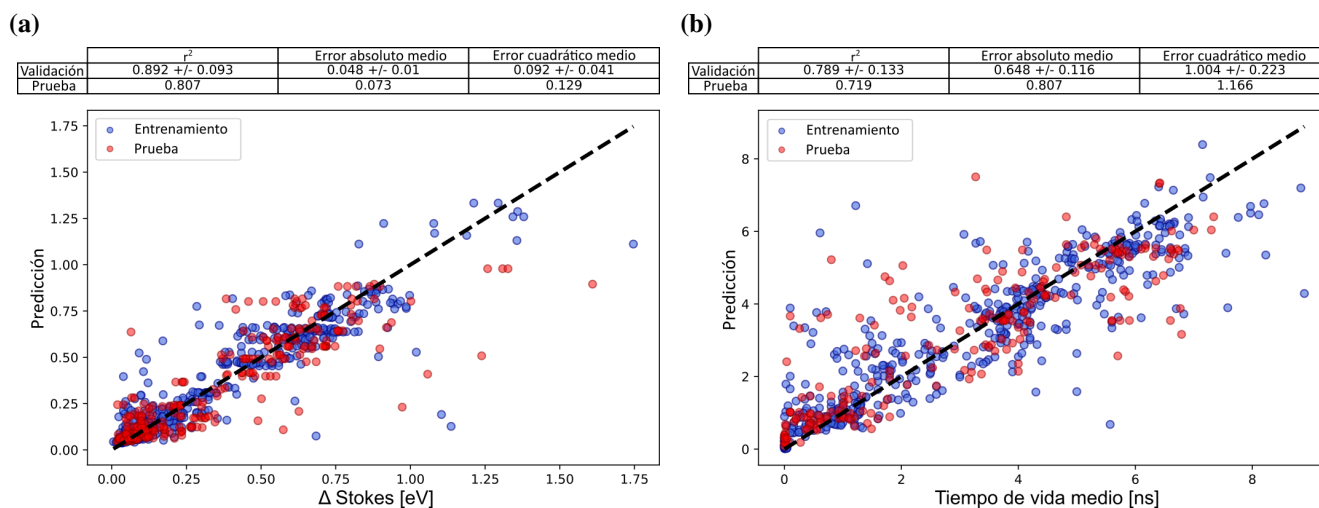 (a)
r² Error absoluto medio Error cuadrático medio
Validación 0.892 +/- 0.093 0.048 +/- 0.01 0.092 +/- 0.041
Prueba 0.807 0.073 0.129
1.75
1.50
1.25
1.00
0.75
0.50
0.25
0.00
Predicción
Entrenamiento
Prueba
0.00 0.25 0.50 0.75 1.00 1.25 1.50 1.75
Δ Stokes [eV]
(b)
r² Error absoluto medio Error cuadrático medio
Validación 0.789 +/- 0.133 0.648 +/- 0.116 1.004 +/- 0.223
Prueba 0.719 0.807 1.166
8
6
4
2
0
Predicción
Entrenamiento
Prueba
0 2 4 6 8
Tiempo de vida medio [ns]